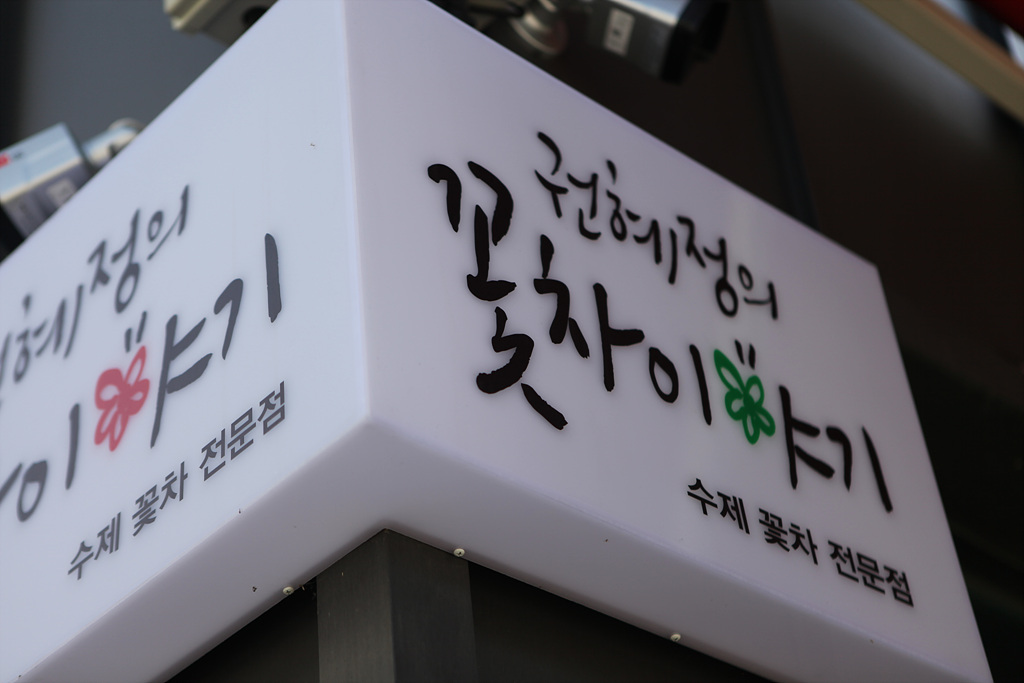 권혜정의
꽃차이야기
수제 꽃차 전문점
혜정의
이야기
수제 꽃차 전문점